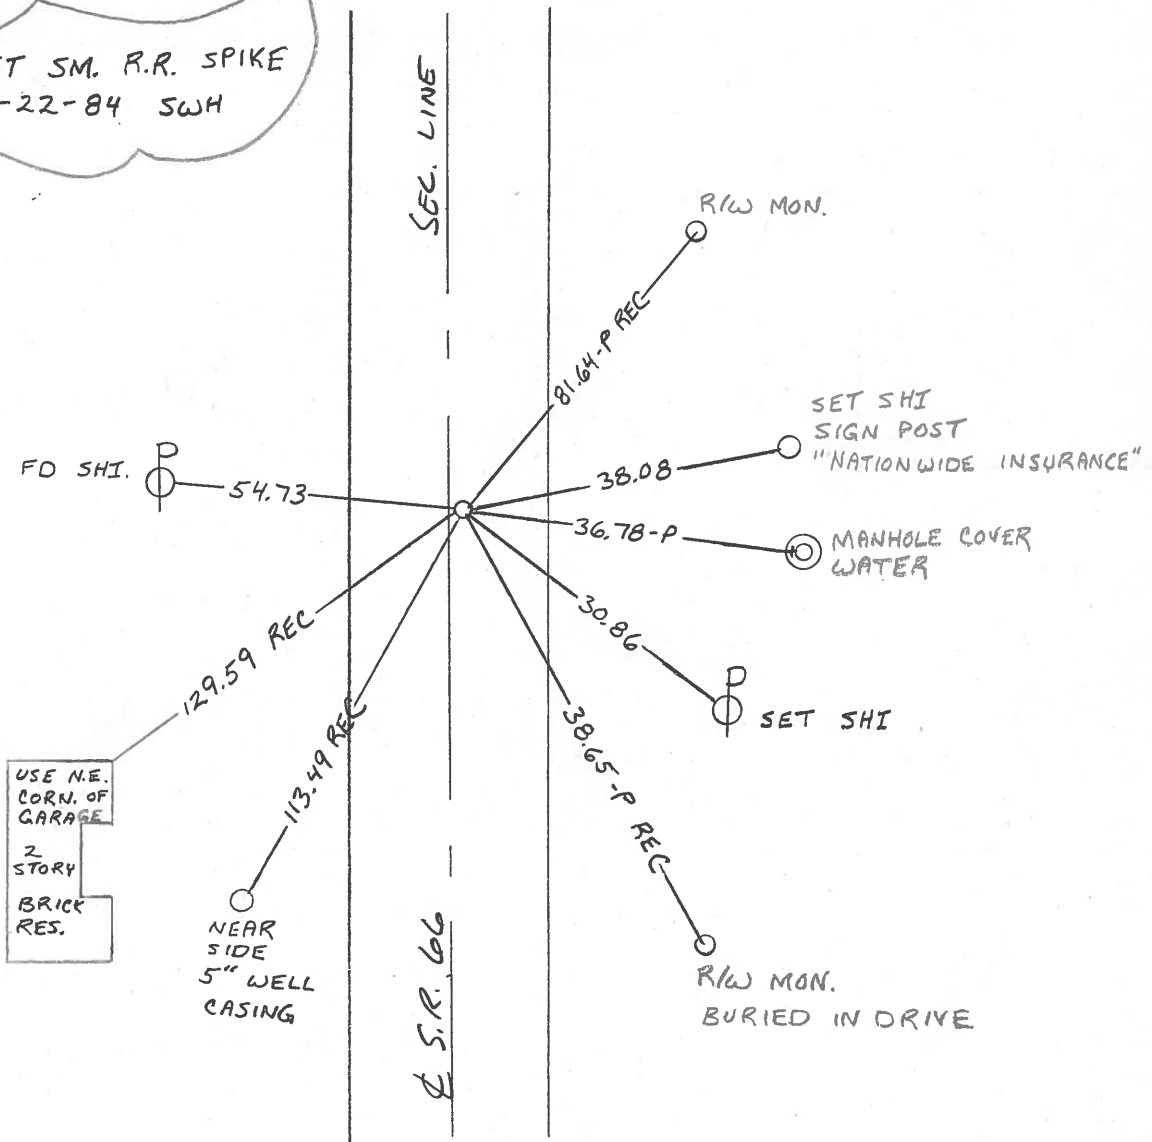 SM. R.R. SPIKE
-22-84 SWH
SEC. LINE
R/W MON.
81.64-P REC
SET SHI
SIGN POST
"NATIONWIDE INSURANCE"
38.08
FD SHI.
P
54.73
36.78-P
MANHOLE COVER
WATER
30.86
P
SET SHI
129.59 REC
113.49 REC
38.65-P REC
USE N.E.
CORN. OF
GARAGE
2
STORY
BRICK
RES.
NEAR
SIDE
5" WELL
CASING
℄ S.R. 66
R/W MON.
BURIED IN DRIVE